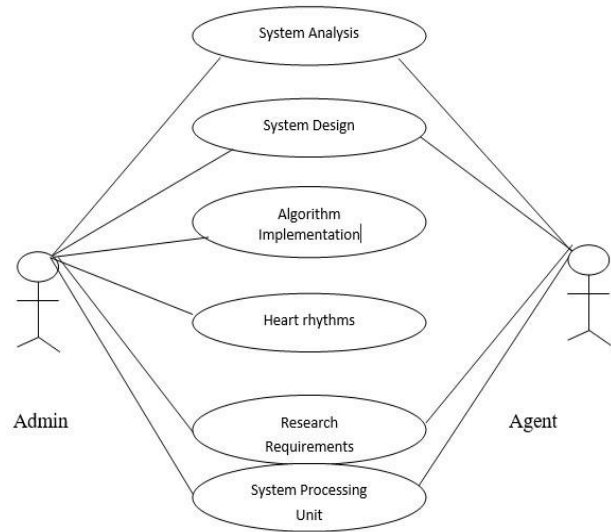 System Analysis
System Design
Algorithm
Implementation
Heart rhythms
Admin
Agent
Research
Requirements
System Processing
Unit